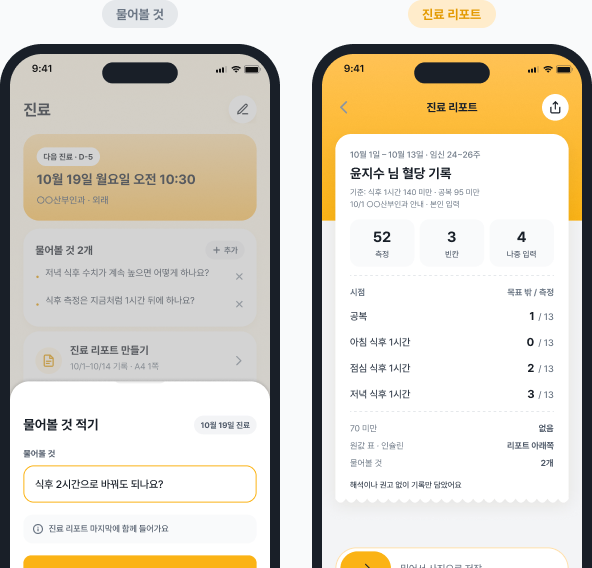 물어볼 것
9:41
진료
다음 진료 · D-5
10월 19일 월요일 오전 10:30
○○산부인과 · 외래
물어볼 것 2개
+ 추가
저녁 식후 수치가 계속 높으면 어떻게 하나요?
식후 측정은 지금처럼 1시간 뒤에 하나요?
진료 리포트 만들기
10/1–10/14 기록 · A4 1쪽
물어볼 것 적기
10월 19일 진료
물어볼 것
식후 2시간으로 바꿔도 되나요?
진료 리포트 마지막에 함께 들어가요
진료 리포트
9:41
진료 리포트
10월 1일 – 10월 13일 · 임신 24–26주
윤지수 님 혈당 기록
기준: 식후 1시간 140 미만 · 공복 95 미만
10/1 ○○산부인과 안내 · 본인 입력
52 3 4
측정 빈칸 나중 입력
시점 목표 밖 / 측정
공복 1 / 13
아침 식후 1시간 0 / 13
점심 식후 1시간 2 / 13
저녁 식후 1시간 3 / 13
70 미만 없음
원값 표 · 인슐린 리포트 아래쪽
물어볼 것 2개
해석이나 권고 없이 기록만 담았어요
밀어서 사진으로 저장